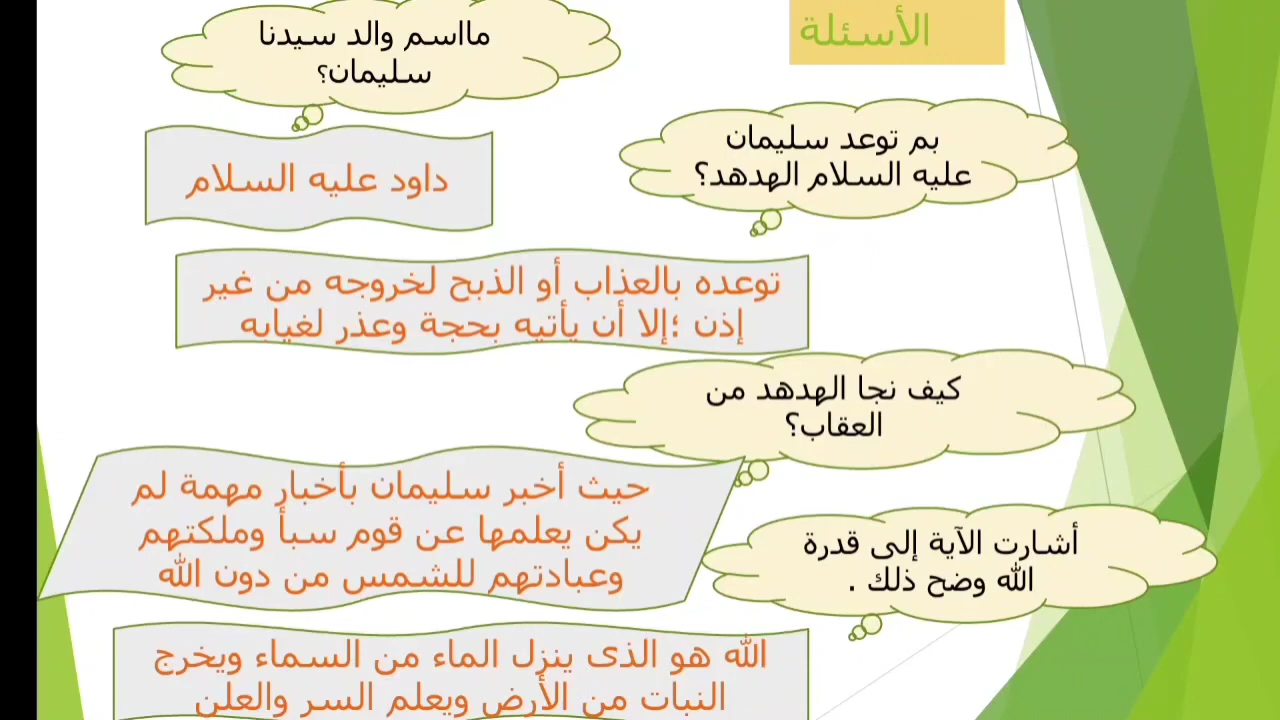 الأسئلة
مااسم والد سيدنا
سليمان؟
داود عليه السلام
بم توعد سليمان
عليه السلام الهدهد؟
توعده بالعذاب أو الذبح لخروجه من غير
إذن ؛إلا أن يأتيه بحجة وعذر لغيابه
كيف نجا الهدهد من
العقاب؟
حيث أخبر سليمان بأخبار مهمة لم
يكن يعلمها عن قوم سبأ وملكتهم
وعبادتهم للشمس من دون الله
أشارت الآية إلى قدرة
الله وضح ذلك .
الله هو الذى ينزل الماء من السماء ويخرج
النبات من الأرض ويعلم السر والعلن